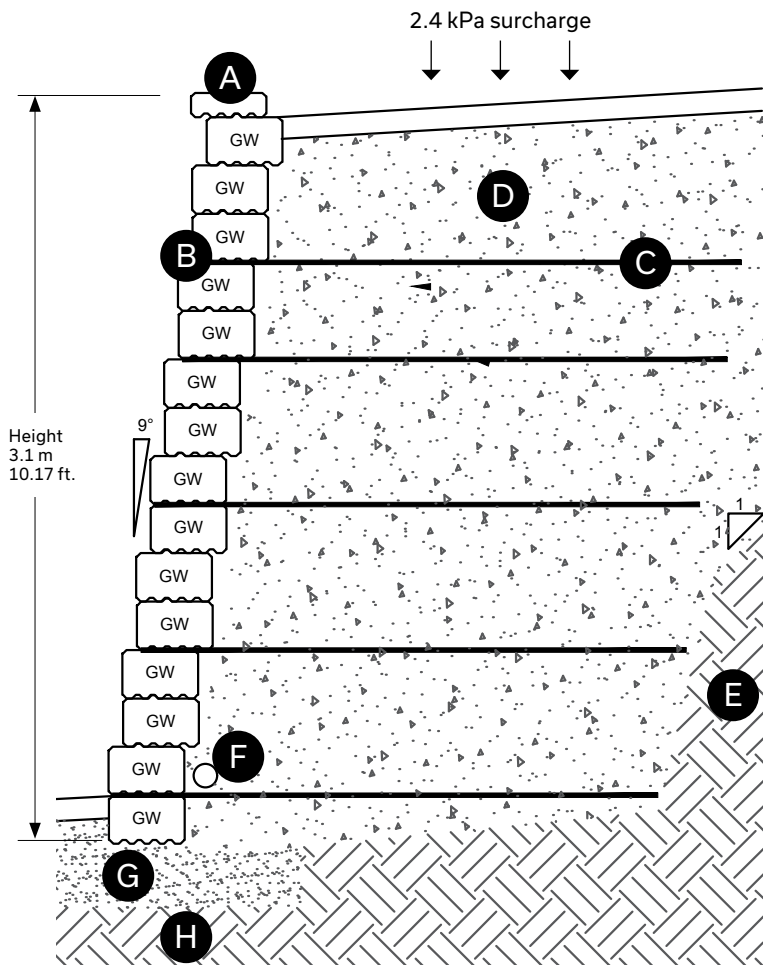 2.4 kPa surcharge
A
GW
GW
D
GW
B
C
GW
GW
GW
9°
GW
Height
3.1 m
10.17 ft.
GW
1
GW
1
GW
GW
GW
E
GW
F
GW
GW
G
H